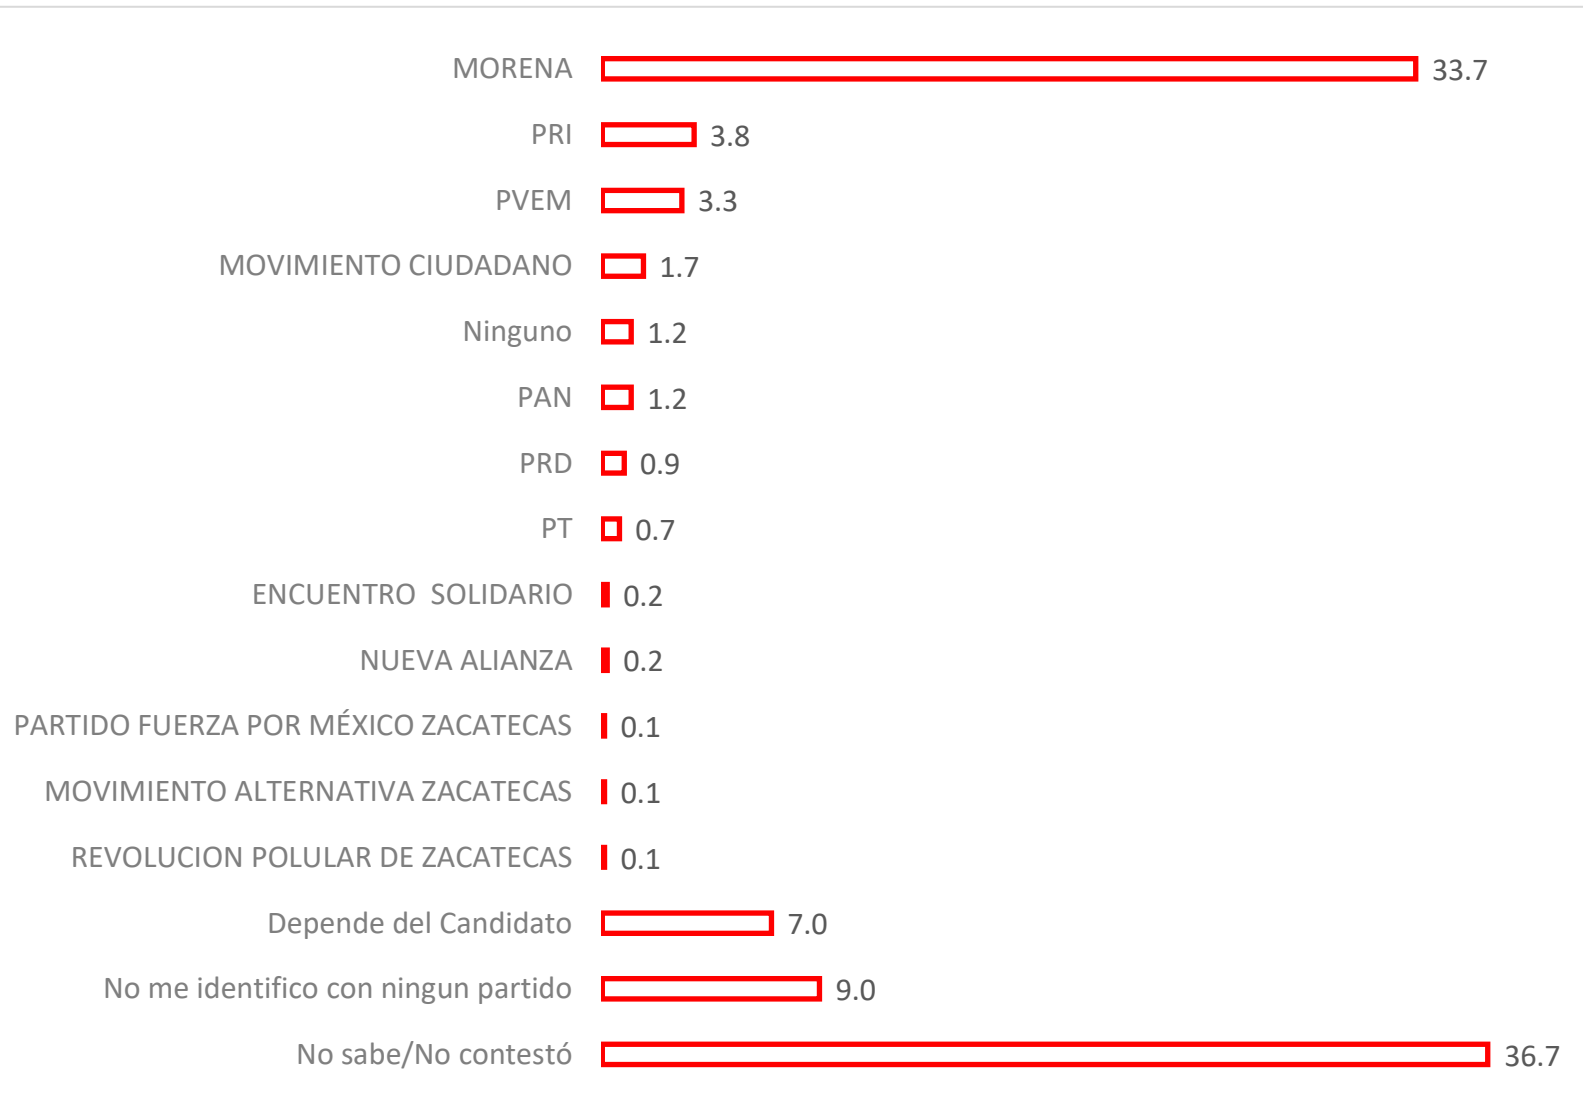 MORENA 33.7
PRI 3.8
PVEM 3.3
MOVIMIENTO CIUDADANO 1.7
Ninguno 1.2
PAN 1.2
PRD 0.9
PT 0.7
ENCUENTRO  SOLIDARIO 0.2
NUEVA ALIANZA 0.2
PARTIDO FUERZA POR MÉXICO ZACATECAS 0.1
MOVIMIENTO ALTERNATIVA ZACATECAS 0.1
REVOLUCION POLULAR DE ZACATECAS 0.1
Depende del Candidato 7.0
No me identifico con ningun partido 9.0
No sabe/No contestó 36.7